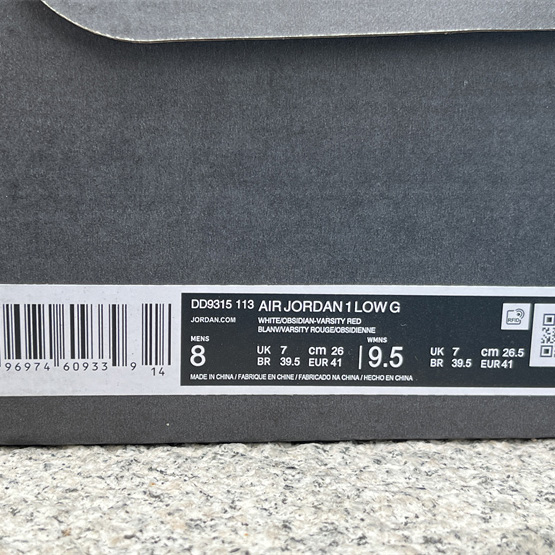 DD9315 113 AIR JORDAN 1 LOW G
JORDAN.COM
WHITE/OBSIDIAN-VARSITY RED
BLANV/VARSITY ROUGE/OBSIDIENNE
MENS
8
UK 7 cm 26
BR 39.5 EUR 41
WMNS
9.5
UK 7 cm 26.5
BR 39.5 EUR 41
MADE IN CHINA / FABRIQUE EN CHINE / FABRICADO NA CHINA / HECHO EN CHINA
RFID
96974 60933 9
14